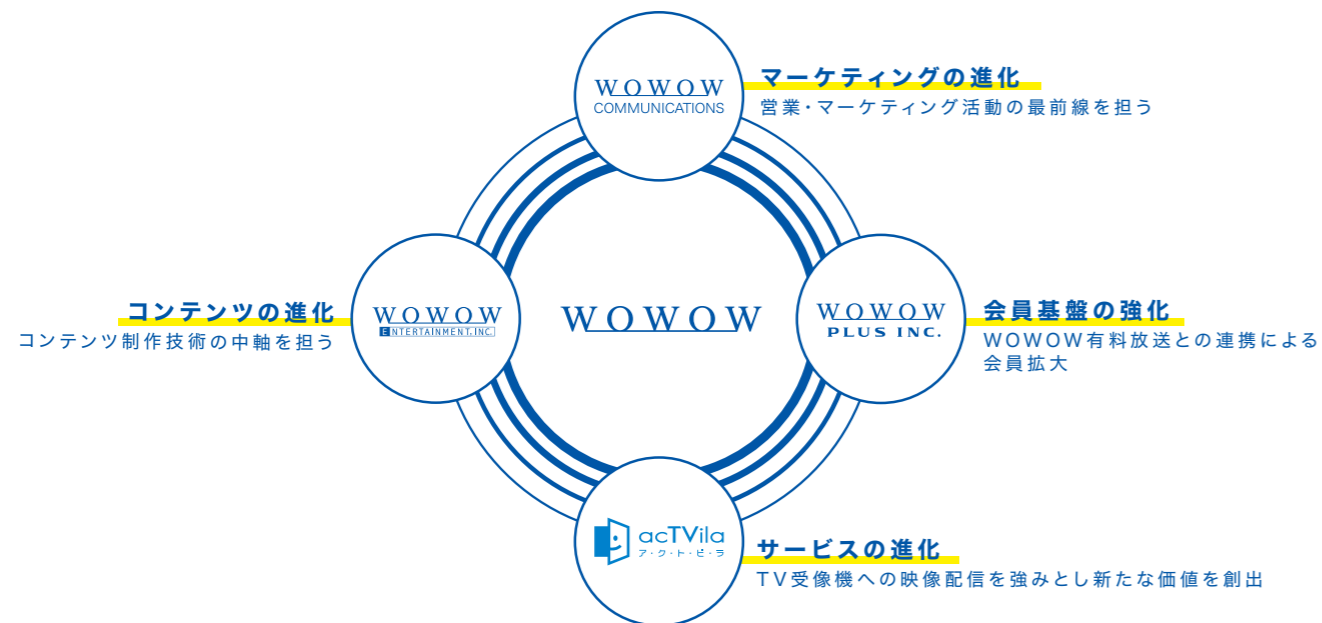 WOWOW
COMMUNICATIONS
マーケティングの進化
営業・マーケティング活動の最前線を担う
コンテンツの進化
コンテンツ制作技術の中軸を担う
WOWOW
ENTERTAINMENT, INC.
WOWOW
WOWOW
PLUS INC.
会員基盤の強化
WOWOW有料放送との連携による
会員拡大
acTVila
ア・ク・ト・ビ・ラ
サービスの進化
TV受像機への映像配信を強みとし新たな価値を創出